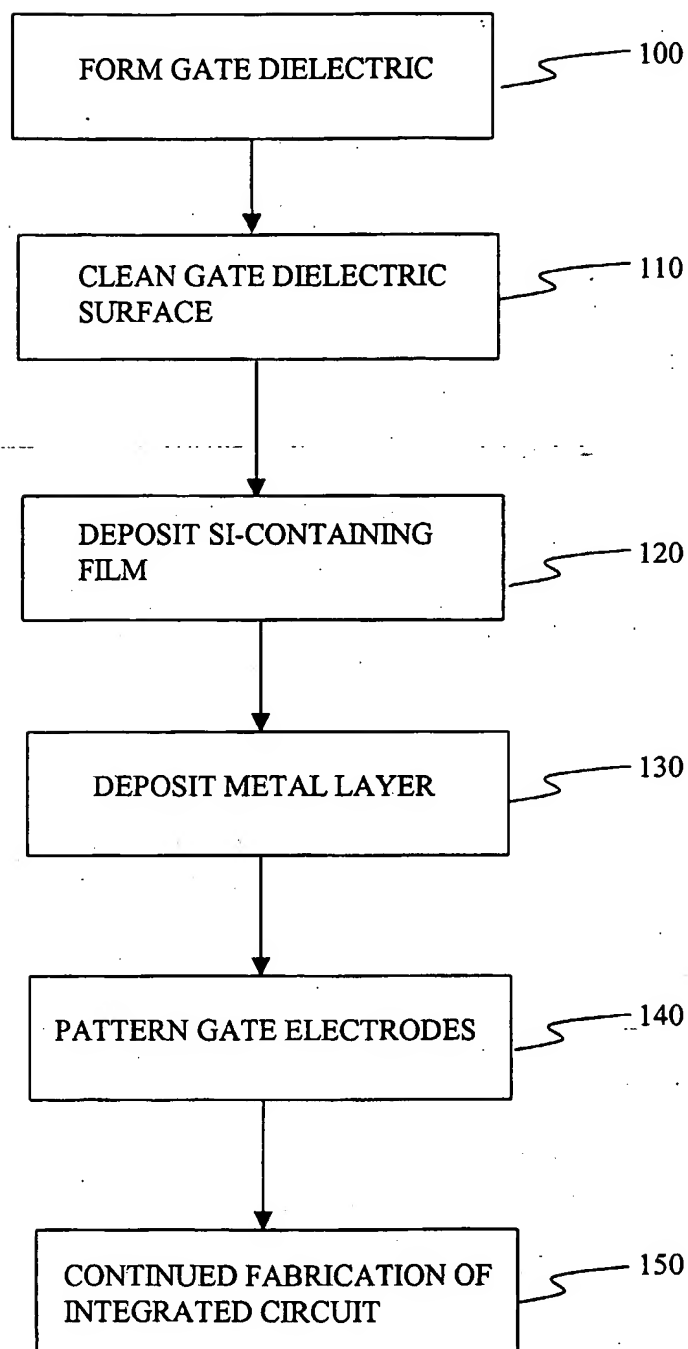 FORM GATE DIELECTRIC
100
CLEAN GATE DIELECTRIC
SURFACE
110
DEPOSIT SI-CONTAINING
FILM
120
DEPOSIT METAL LAYER
130
PATTERN GATE ELECTRODES
140
CONTINUED FABRICATION OF
INTEGRATED CIRCUIT
150